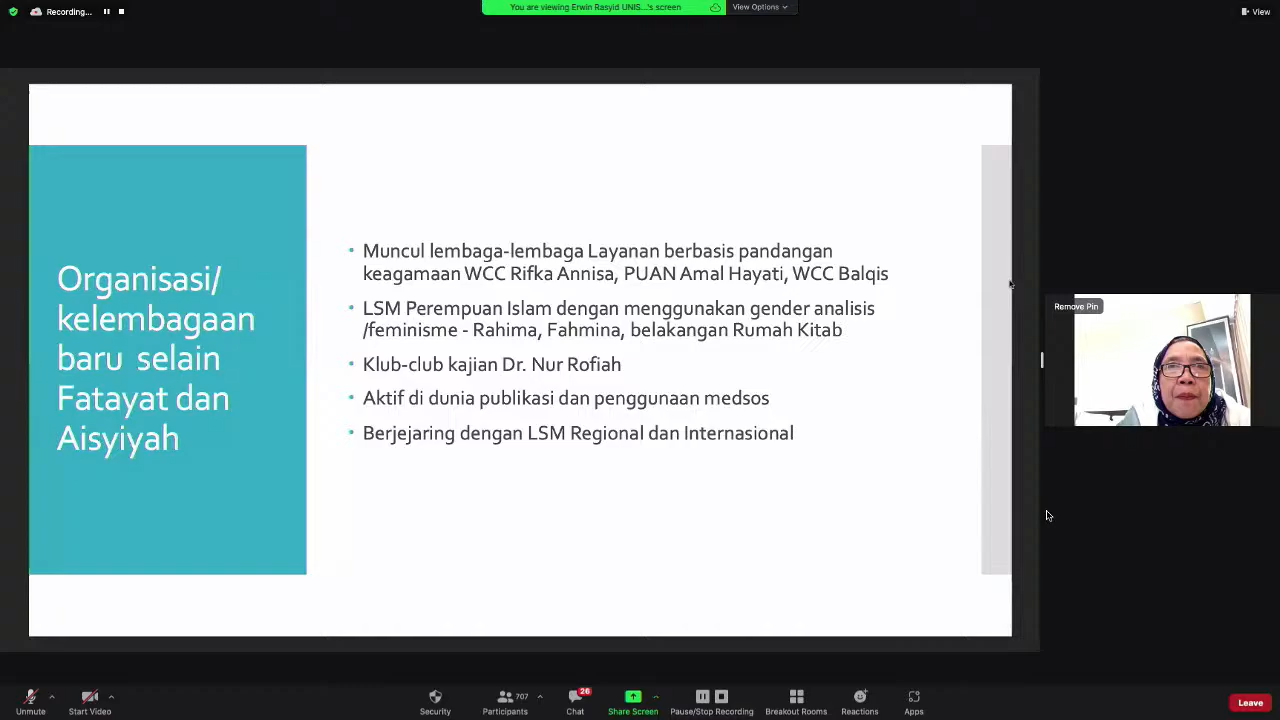 Recording...
You are viewing Erwin Rasyid UNIS...'s screen
View Options
View
Organisasi/
kelembagaan
baru selain
Fatayat dan
Aisyiyah
• Muncul lembaga-lembaga Layanan berbasis pandangan
keagamaan WCC Rifka Annisa, PUAN Amal Hayati, WCC Balqis
• LSM Perempuan Islam dengan menggunakan gender analisis
/feminisme - Rahima, Fahmina, belakangan Rumah Kitab
• Klub-club kajian Dr. Nur Rofiah
• Aktif di dunia publikasi dan penggunaan medsos
• Berjejaring dengan LSM Regional dan Internasional
Remove Pin
Unmute
Start Video
Security
707
Participants
26
Chat
Share Screen
Pause/Stop Recording
Breakout Rooms
Reactions
Apps
Leave